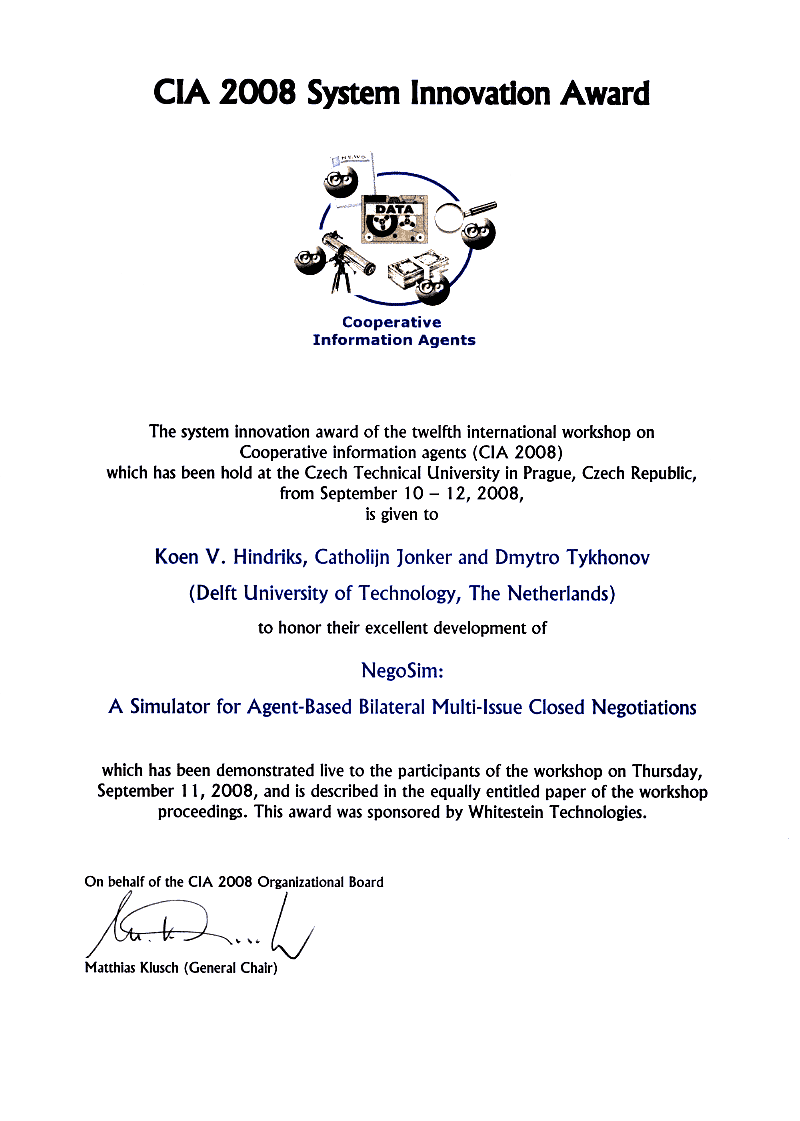 CIA 2008 System Innovation Award
NEWS
DATA
Cooperative
Information Agents
The system innovation award of the twelfth international workshop on
Cooperative information agents (CIA 2008)
which has been hold at the Czech Technical University in Prague, Czech Republic,
from September 10 – 12, 2008,
is given to
Koen V. Hindriks, Catholijn Jonker and Dmytro Tykhonov
(Delft University of Technology, The Netherlands)
to honor their excellent development of
NegoSim:
A Simulator for Agent-Based Bilateral Multi-Issue Closed Negotiations
which has been demonstrated live to the participants of the workshop on Thursday,
September 11, 2008, and is described in the equally entitled paper of the workshop
proceedings. This award was sponsored by Whitestein Technologies.
On behalf of the CIA 2008 Organizational Board
Matthias Klusch (General Chair)